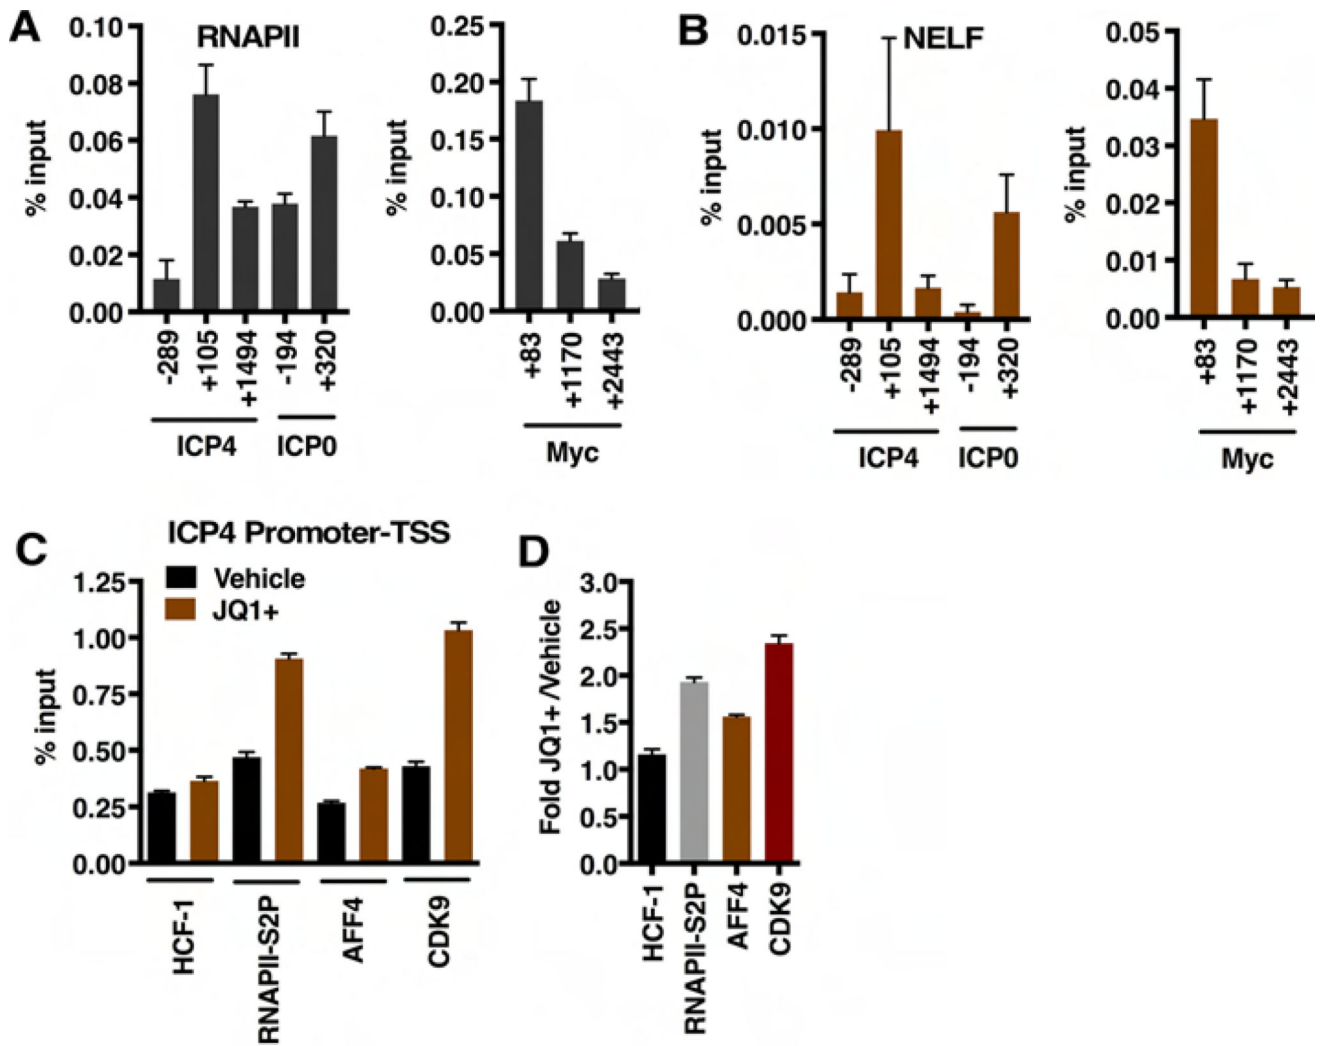 A
RNAPII
% input
0.10
0.08
0.06
0.04
0.02
0.00
-289
+105
+1494
-194
+320
ICP4
ICP0
% input
0.25
0.20
0.15
0.10
0.05
0.00
+83
+1170
+2443
Myc
B
NELF
% input
0.015
0.010
0.005
0.000
-289
+105
+1494
-194
+320
ICP4
ICP0
% input
0.05
0.04
0.03
0.02
0.01
0.00
+83
+1170
+2443
Myc
C
ICP4 Promoter-TSS
Vehicle
JQ1+
% input
1.25
1.00
0.75
0.50
0.25
0.00
HCF-1
RNAPII-S2P
AFF4
CDK9
D
Fold JQ1+ /Vehicle
3.0
2.5
2.0
1.5
1.0
0.5
0.0
HCF-1
RNAPII-S2P
AFF4
CDK9